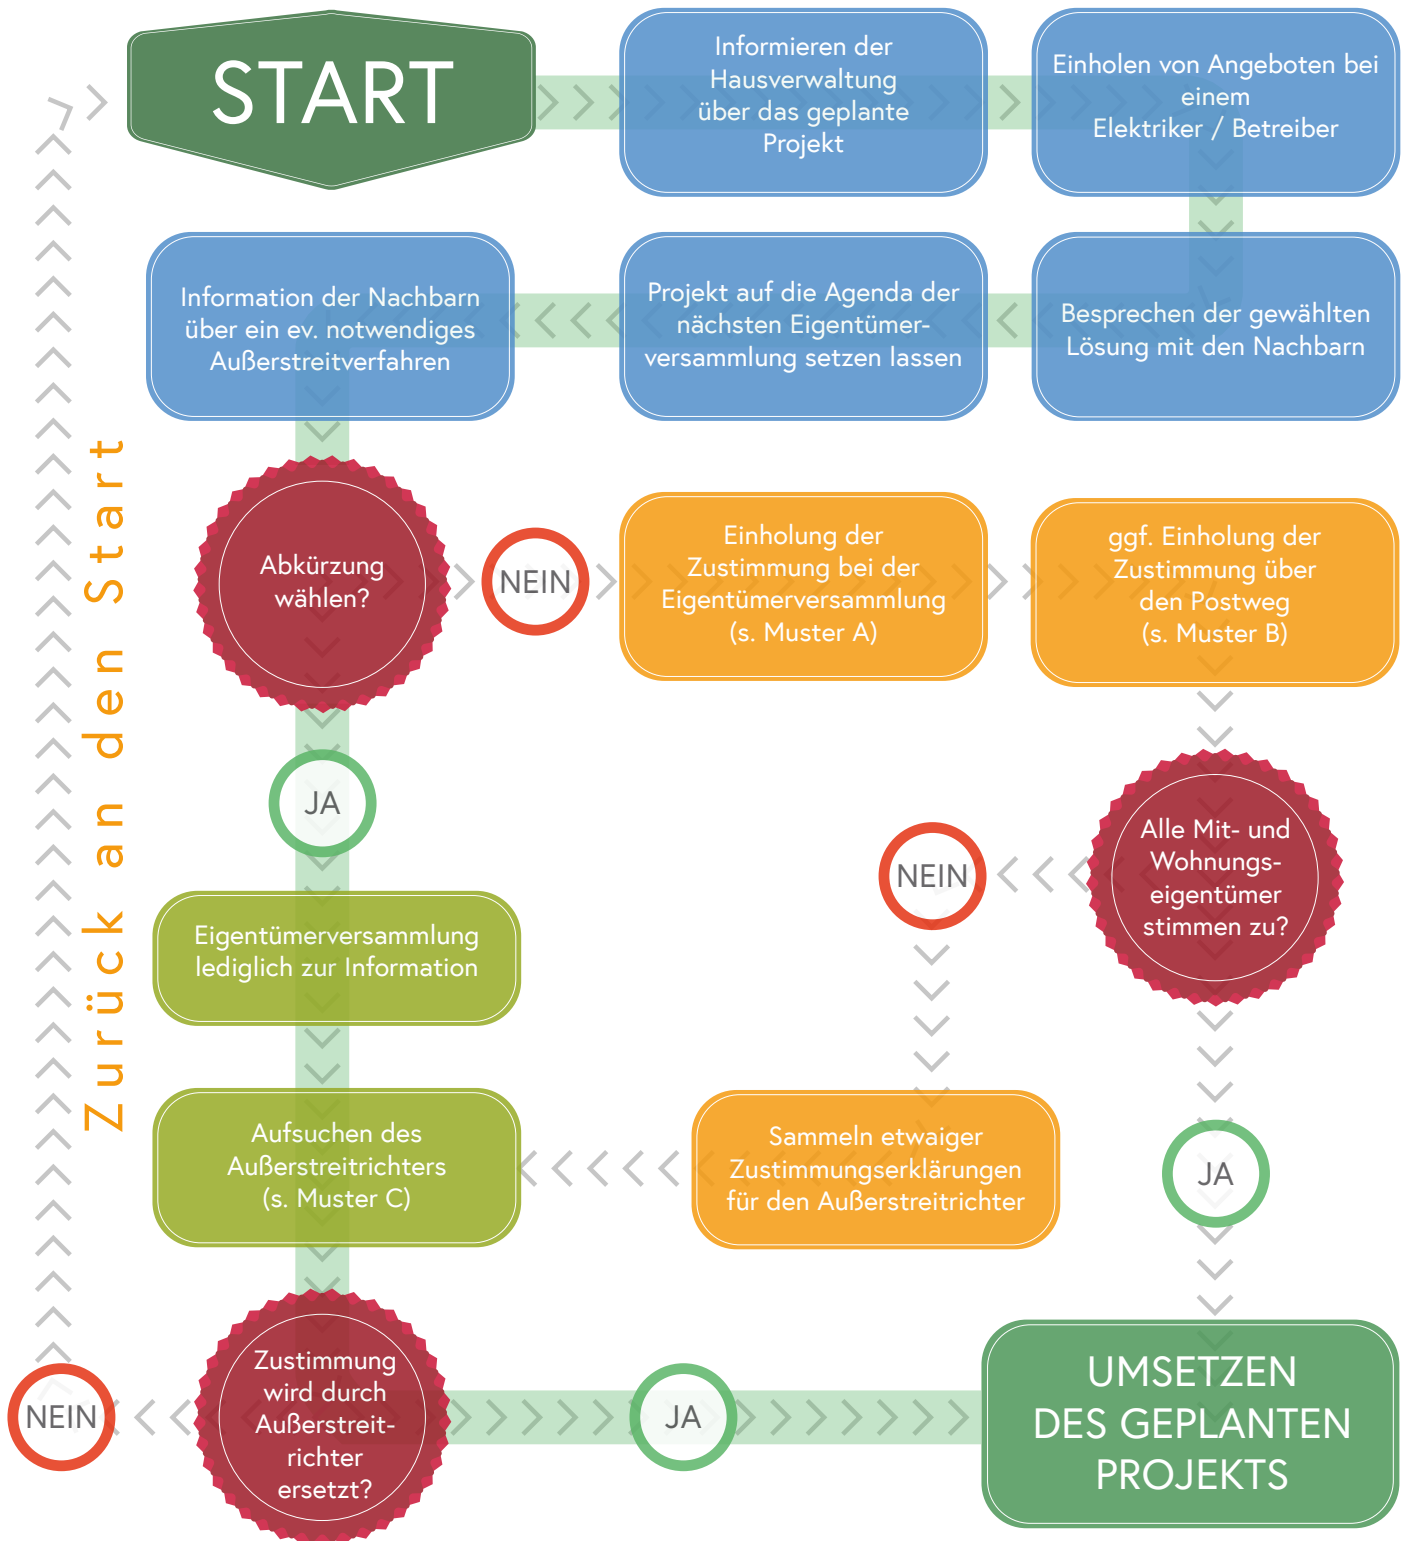 START
Informieren der
Hausverwaltung
über das geplante
Projekt
Einholen von Angeboten bei
einem
Elektriker / Betreiber
Information der Nachbarn
über ein ev. notwendiges
Außerstreitverfahren
Projekt auf die Agenda der
nächsten Eigentümer-
versammlung setzen lassen
Besprechen der gewählten
Lösung mit den Nachbarn
Zurück an den Start
Abkürzung
wählen?
NEIN
Einholung der
Zustimmung bei der
Eigentümerversammlung
(s. Muster A)
ggf. Einholung der
Zustimmung über
den Postweg
(s. Muster B)
JA
NEIN
Alle Mit- und
Wohnungs-
eigentümer
stimmen zu?
Eigentümerversammlung
lediglich zur Information
Aufsuchen des
Außerstreitrichters
(s. Muster C)
Sammeln etwaiger
Zustimmungserklärungen
für den Außerstreitrichter
JA
NEIN
Zustimmung
wird durch
Außerstreit-
richter
ersetzt?
JA
UMSETZEN
DES GEPLANTEN
PROJEKTS